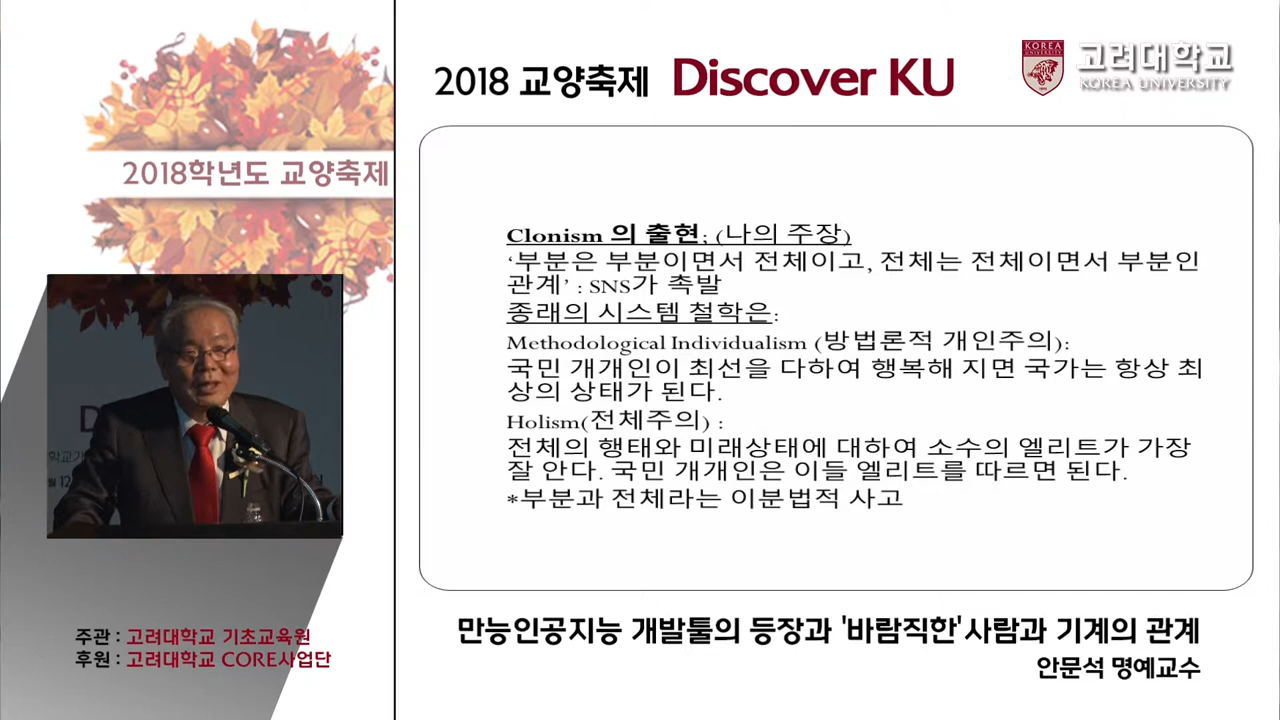 2018학년도 교양축제
주관 : 고려대학교 기초교육원
후원 : 고려대학교 CORE사업단
2018 교양축제 Discover KU
KOREA
UNIVERSITY
고려대학교
KOREA UNIVERSITY
Clonism 의 출현; (나의 주장)
‘부분은 부분이면서 전체이고, 전체는 전체이면서 부분인
관계’ : SNS가 촉발
종래의 시스템 철학은:
Methodological Individualism (방법론적 개인주의):
국민 개개인이 최선을 다하여 행복해 지면 국가는 항상 최
상의 상태가 된다.
Holism(전체주의) :
전체의 행태와 미래상태에 대하여 소수의 엘리트가 가장
잘 안다. 국민 개개인은 이들 엘리트를 따르면 된다.
*부분과 전체라는 이분법적 사고
만능인공지능 개발툴의 등장과 '바람직한'사람과 기계의 관계
안문석 명예교수